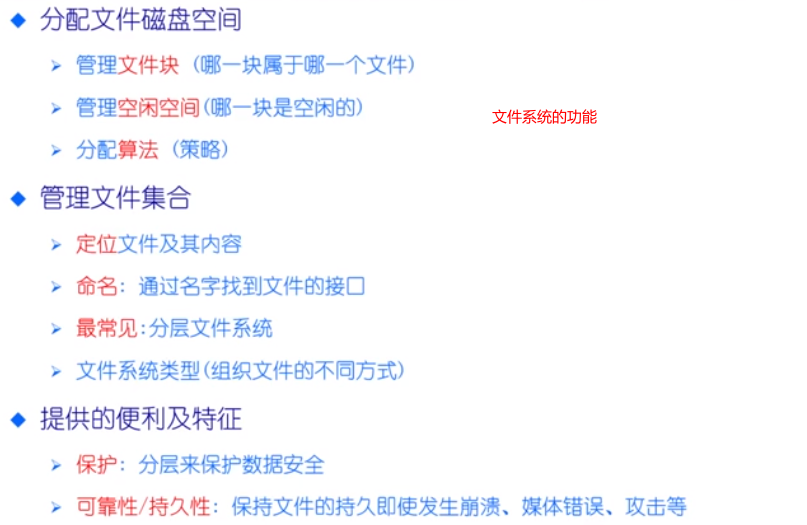 分配文件磁盘空间
管理文件块 (哪一块属于哪一个文件)
管理空闲空间(哪一块是空闲的)
文件系统的功能
分配算法 (策略)
管理文件集合
定位文件及其内容
命名: 通过名字找到文件的接口
最常见:分层文件系统
文件系统类型(组织文件的不同方式)
提供的便利及特征
保护: 分层来保护数据安全
可靠性/持久性: 保持文件的持久即使发生崩溃、媒体错误、攻击等